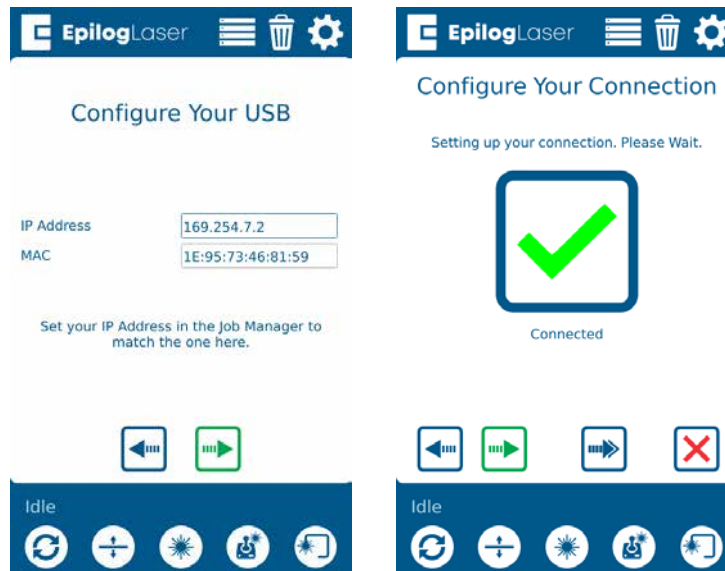 EpilogLaser
Configure Your USB
IP Address 169.254.7.2
MAC 1E:95:73:46:81:59
Set your IP Address in the Job Manager to
match the one here.
Idle
EpilogLaser
Configure Your Connection
Setting up your connection. Please Wait.
Connected
Idle